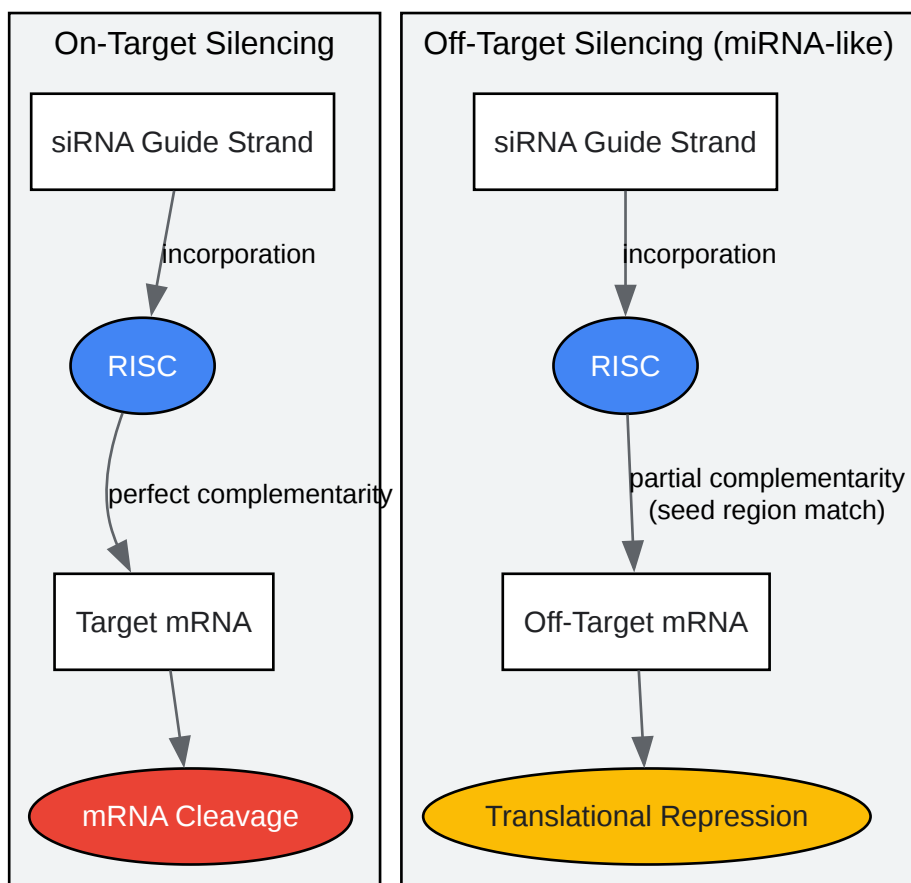 On-Target Silencing
siRNA Guide Strand
incorporation
RISC
perfect complementarity
Target mRNA
mRNA Cleavage
Off-Target Silencing (miRNA-like)
siRNA Guide Strand
incorporation
RISC
partial complementarity
(seed region match)
Off-Target mRNA
Translational Repression